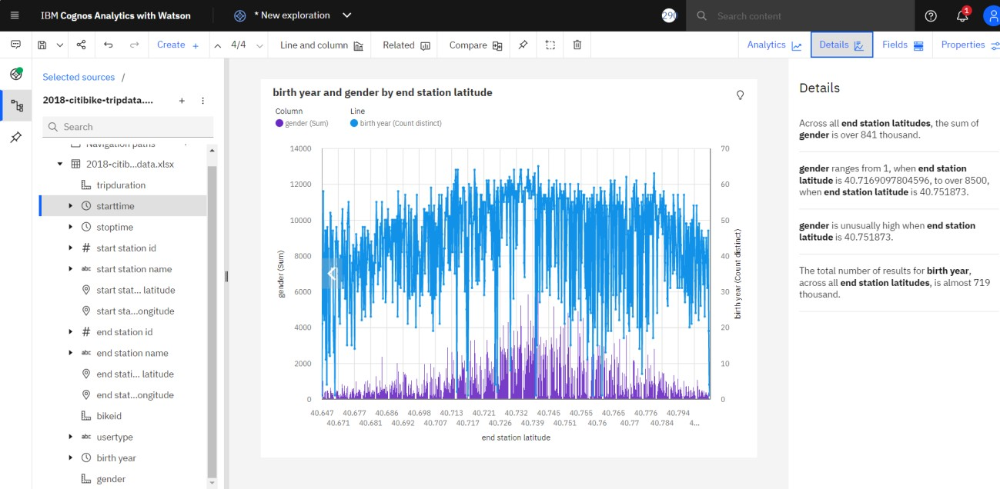 IBM Cognos Analytics with Watson
* New exploration
290
Search content
1
Create +
4/4
Line and column
Related
Compare
Analytics
Details
Fields
Properties
Selected sources /
2018-citibike-tripdata....
Search
Navigation paths
2018-citib...data.xlsx
tripduration
starttime
stoptime
# start station id
abc start station name
start stat... latitude
start sta...ongitude
# end station id
abc end station name
end stati... latitude
end stat...ongitude
bikeid
abc usertype
birth year
gender
birth year and gender by end station latitude
Column
Line
gender (Sum)
birth year (Count distinct)
14000
12000
10000
8000
6000
4000
2000
0
gender (Sum)
70
60
50
40
30
20
10
0
birth year (Count distinct)
40.647 40.677 40.686 40.698 40.713 40.721 40.732 40.745 40.755 40.765 40.776 40.794
40.671 40.681 40.692 40.707 40.717 40.726 40.739 40.751 40.76 40.77 40.784 4...
end station latitude
Details
Across all end station latitudes, the sum of
gender is over 841 thousand.
gender ranges from 1, when end station
latitude is 40.7169097804596, to over 8500,
when end station latitude is 40.751873.
gender is unusually high when end station
latitude is 40.751873.
The total number of results for birth year,
across all end station latitudes, is almost 719
thousand.